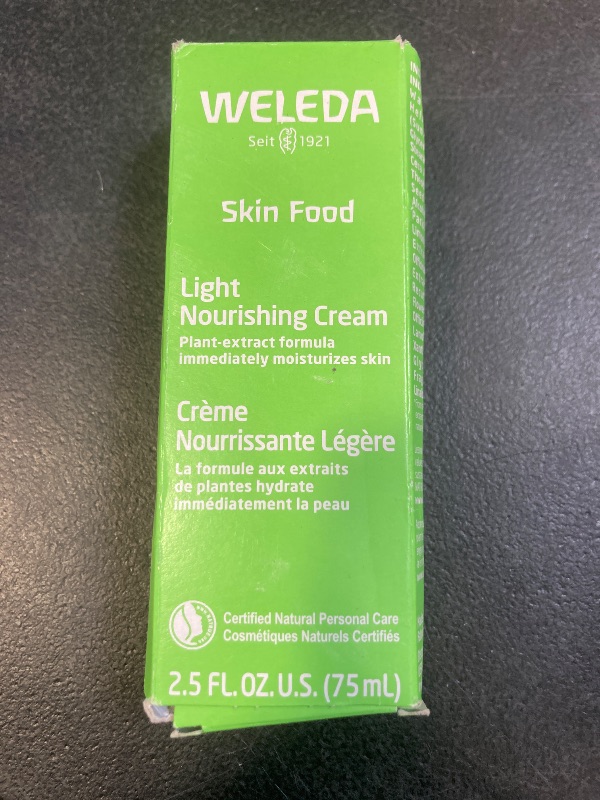 WELEDA
Seit 1921
Skin Food
Light
Nourishing Cream
Plant-extract formula
immediately moisturizes skin
Crème
Nourrissante Légère
La formule aux extraits
de plantes hydrate
immédiatement la peau
Certified Natural Personal Care
Cosmétiques Naturels Certifiés
2.5 FL. OZ. U.S. (75 mL)